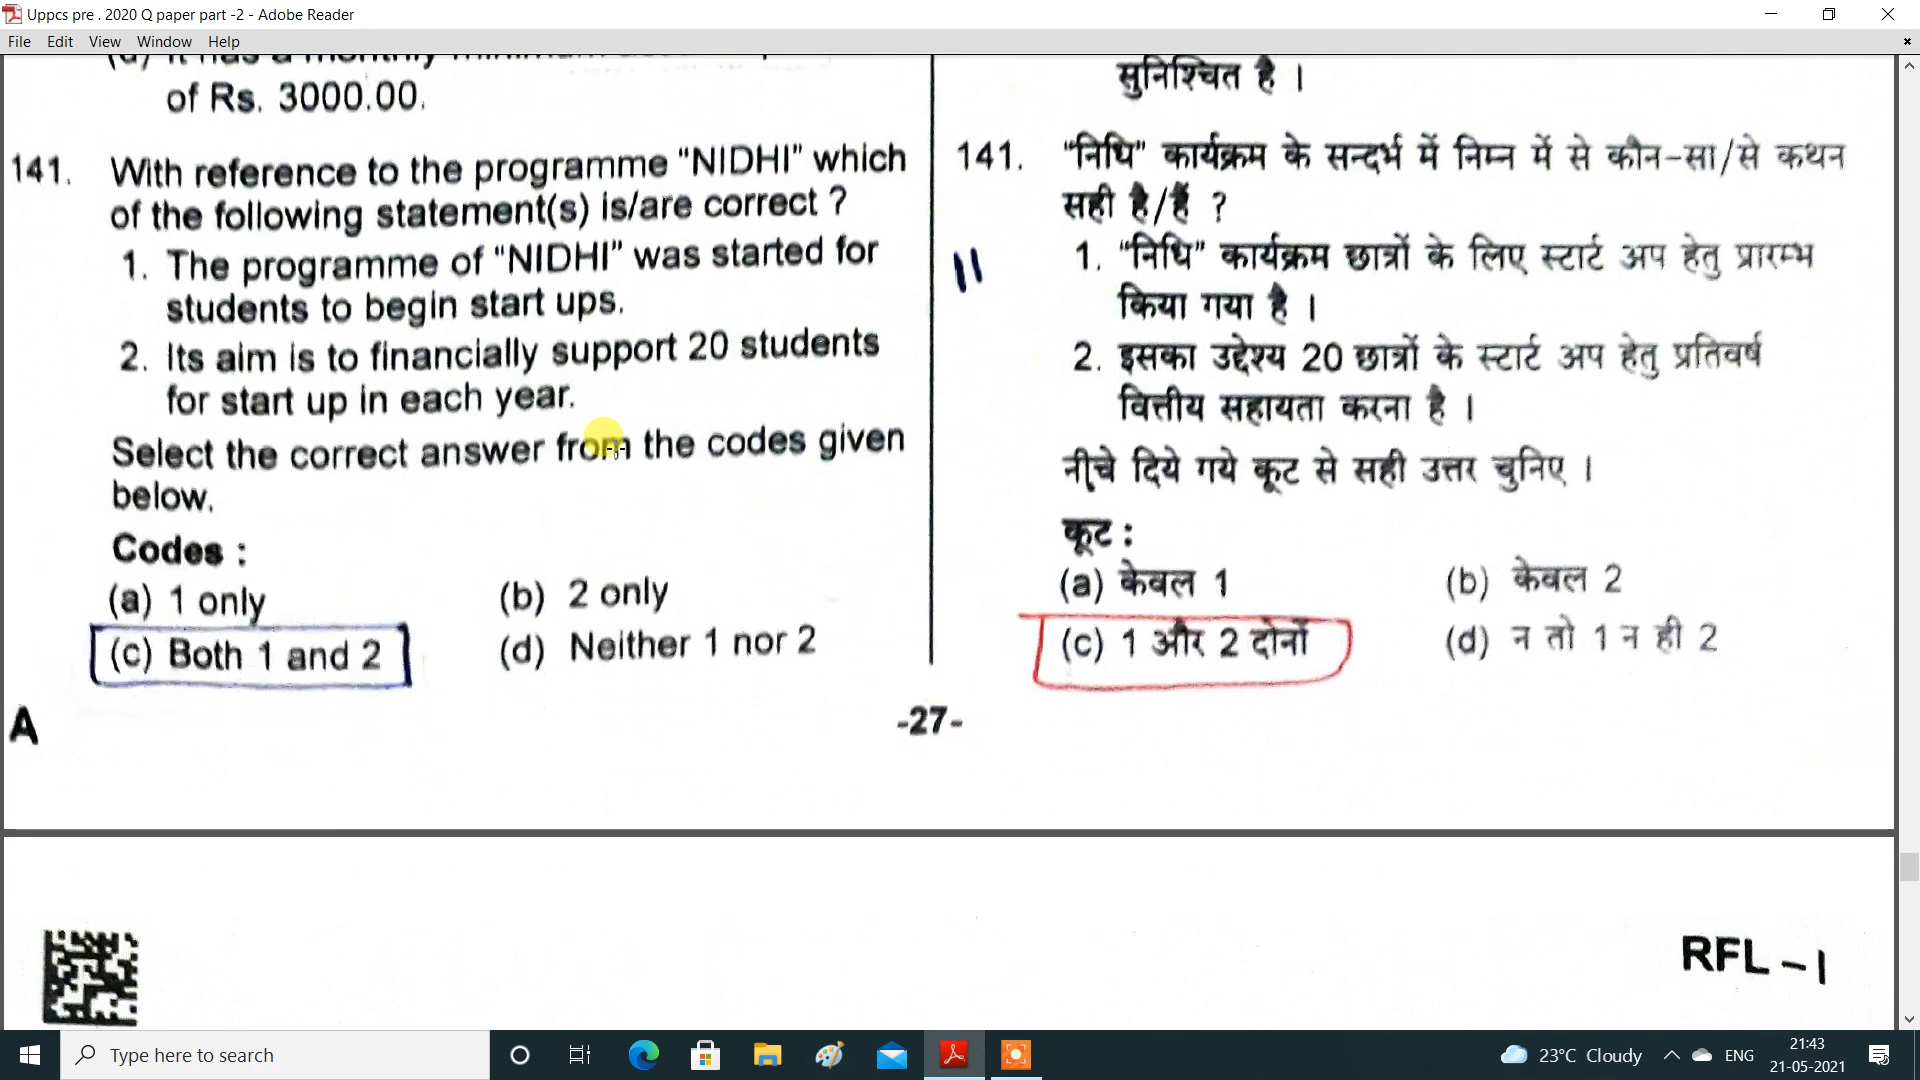 Uppcs pre . 2020 Q paper part -2 - Adobe Reader
File Edit View Window Help
of Rs. 3000.00.
141. With reference to the programme “NIDHI” which
of the following statement(s) is/are correct ?
1. The programme of “NIDHI” was started for
students to begin start ups.
2. Its aim is to financially support 20 students
for start up in each year.
Select the correct answer from the codes given
below.
Codes :
(a) 1 only (b) 2 only
(c) Both 1 and 2 (d) Neither 1 nor 2
सुनिश्चित है ।
141. “निधि” कार्यक्रम के सन्दर्भ में निम्न में से कौन-सा/से कथन
सही है/हैं ?
11
1. “निधि” कार्यक्रम छात्रों के लिए स्टार्ट अप हेतु प्रारम्भ
किया गया है ।
2. इसका उद्देश्य 20 छात्रों के स्टार्ट अप हेतु प्रतिवर्ष
वित्तीय सहायता करना है ।
नीचे दिये गये कूट से सही उत्तर चुनिए ।
कूट :
(a) केवल 1 (b) केवल 2
(c) 1 और 2 दोनों (d) न तो 1 न ही 2
A
-27-
RFL – 1
Type here to search
23°C Cloudy
ENG
21:43
21-05-2021